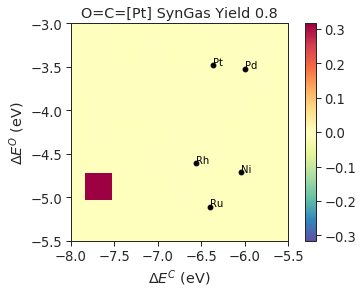 O=C=[Pt] SynGas Yield 0.8
−3.0
−3.5
−4.0
−4.5
−5.0
−5.5
ΔE^O (eV)
Pt
Pd
Rh
Ni
Ru
−8.0 −7.5 −7.0 −6.5 −6.0 −5.5
ΔE^C (eV)
0.3
0.2
0.1
0.0
−0.1
−0.2
−0.3